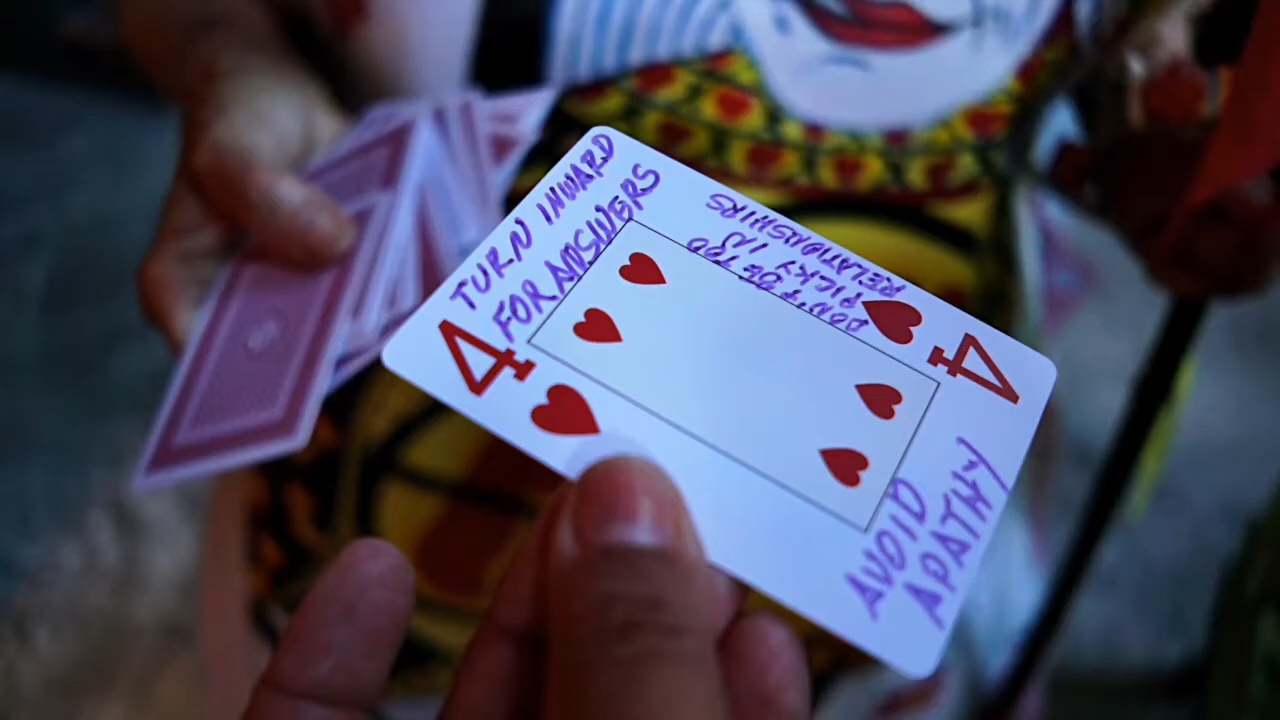 TURN INWARD
FOR ANSWERS
4
DON'T BE TOO
PICKY IN
RELATIONSHIPS
4
AVOID
APATHY